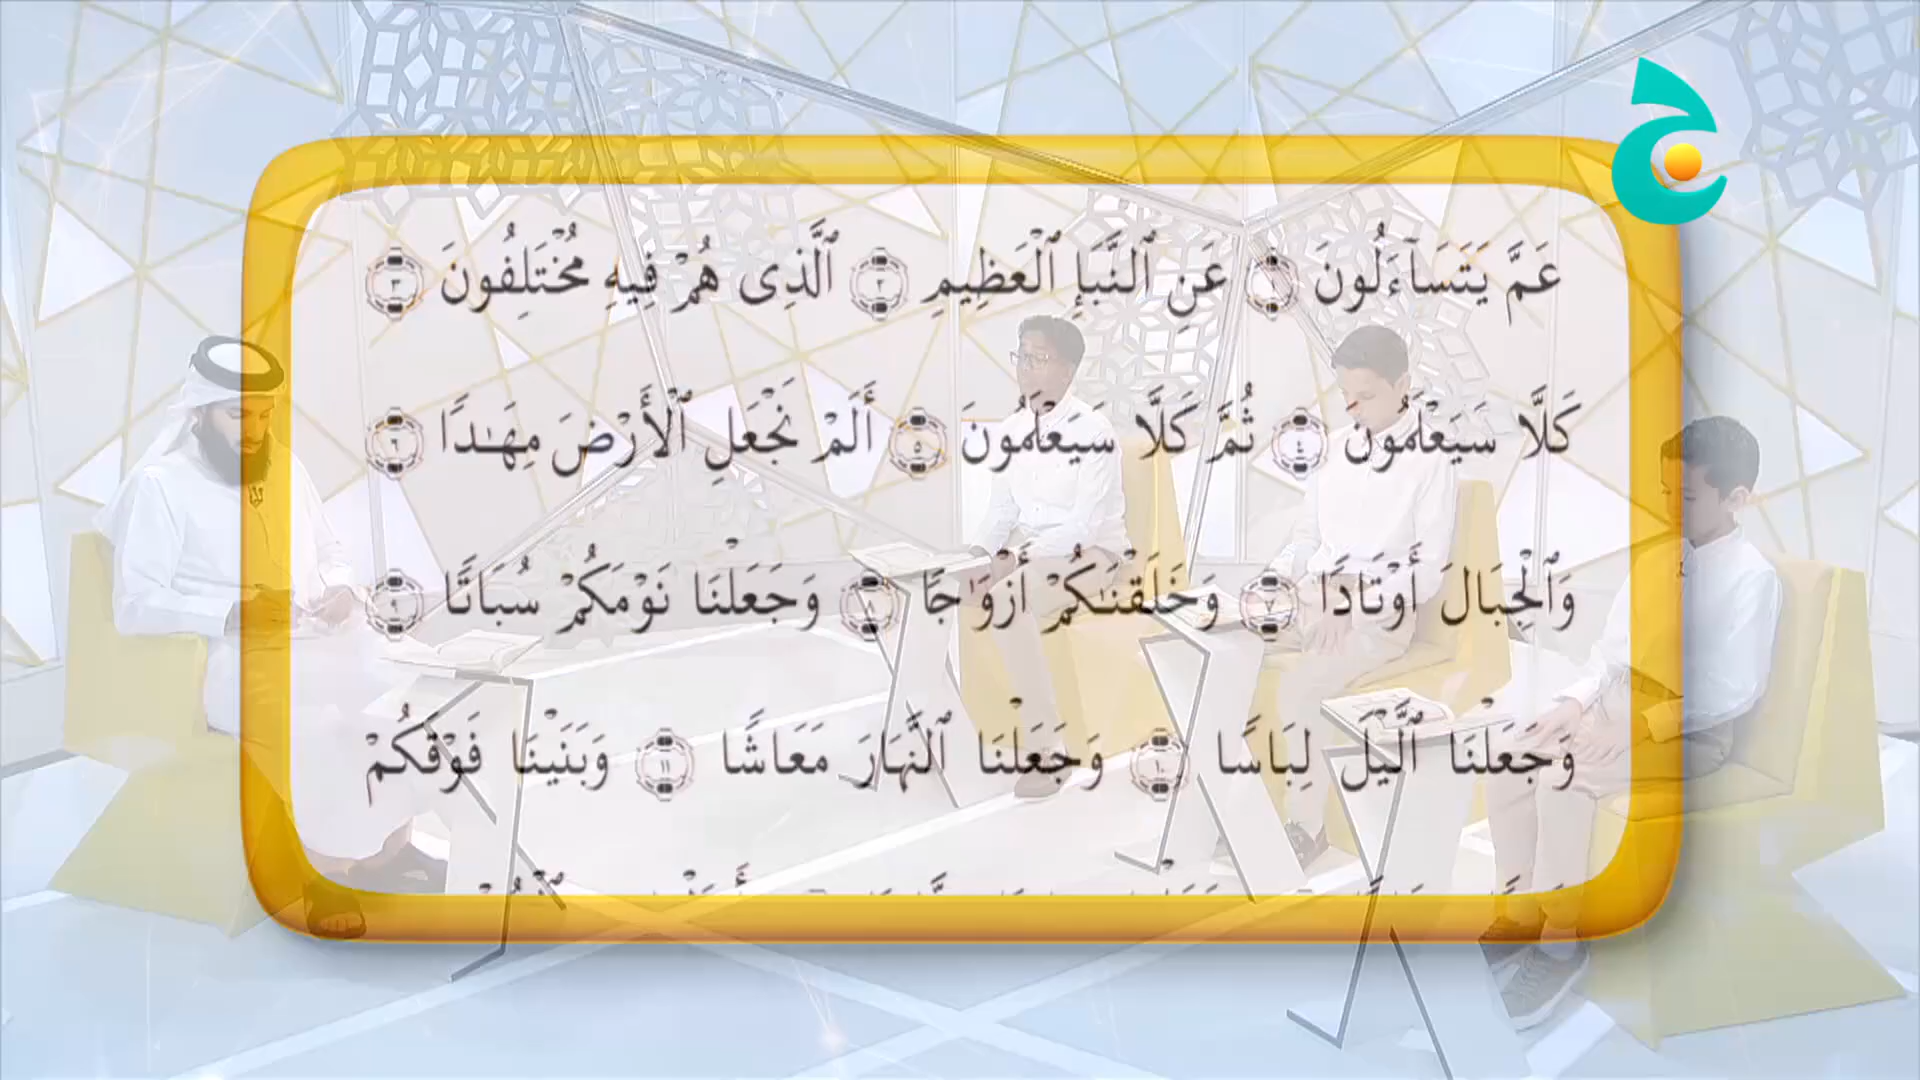 عَمَّ يَتَسَآءَلُونَ ١ عَنِ ٱلنَّبَإِ ٱلْعَظِيمِ ٢ ٱلَّذِى هُمْ فِيهِ مُخْتَلِفُونَ ٣
كَلَّا سَيَعْلَمُونَ ٤ ثُمَّ كَلَّا سَيَعْلَمُونَ ٥ أَلَمْ نَجْعَلِ ٱلْأَرْضَ مِهَـٰدًا ٦
وَٱلْجِبَالَ أَوْتَادًا ٧ وَخَلَقْنَـٰكُمْ أَزْوَٰجًا ٨ وَجَعَلْنَا نَوْمَكُمْ سُبَاتًا ٩
وَجَعَلْنَا ٱلَّيْلَ لِبَاسًا ١٠ وَجَعَلْنَا ٱلنَّهَارَ مَعَاشًا ١١ وَبَنَيْنَا فَوْقَكُمْ